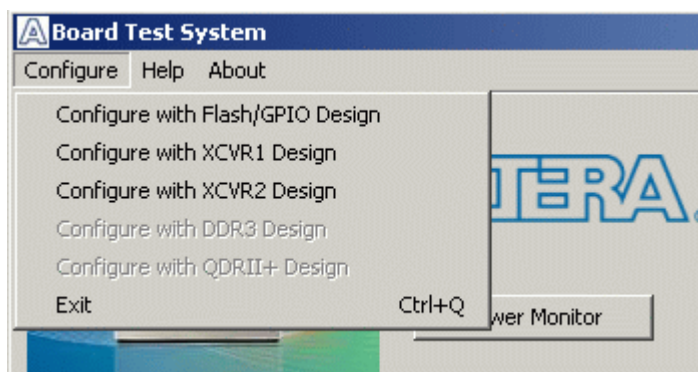 Board Test System
Configure Help About
Configure with Flash/GPIO Design
Configure with XCVR1 Design
Configure with XCVR2 Design
TERA
Configure with DDR3 Design
Configure with QDRII+ Design
Exit Ctrl+Q
wer Monitor